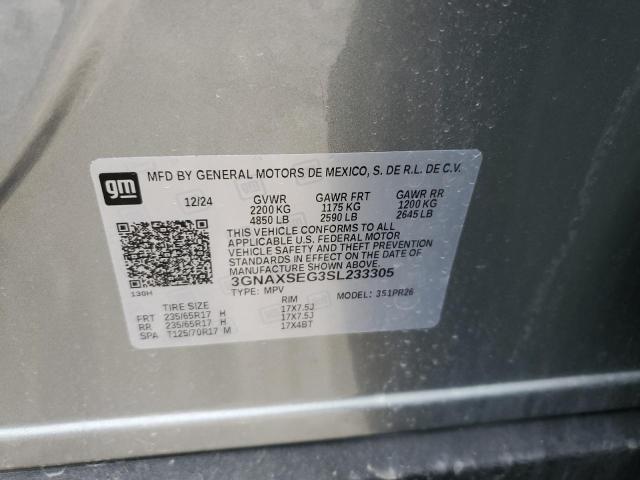 MFD BY GENERAL MOTORS DE MEXICO, S. DE R.L. DE C.V.
gm
12/24 GVWR GAWR FRT GAWR RR
2200 KG 1175 KG 1200 KG
4850 LB 2590 LB 2645 LB
THIS VEHICLE CONFORMS TO ALL
APPLICABLE U.S. FEDERAL MOTOR
VEHICLE SAFETY AND THEFT PREVENTION
STANDARDS IN EFFECT ON THE DATE OF
MANUFACTURE SHOWN ABOVE.
3GNAXSEG3SL233305
130H
TYPE: MPV MODEL: 351PR26
TIRE SIZE RIM
FRT 235/65R17 H 17X7.5J
RR 235/65R17 H 17X7.5J
SPA T125/70R17 M 17X4BT